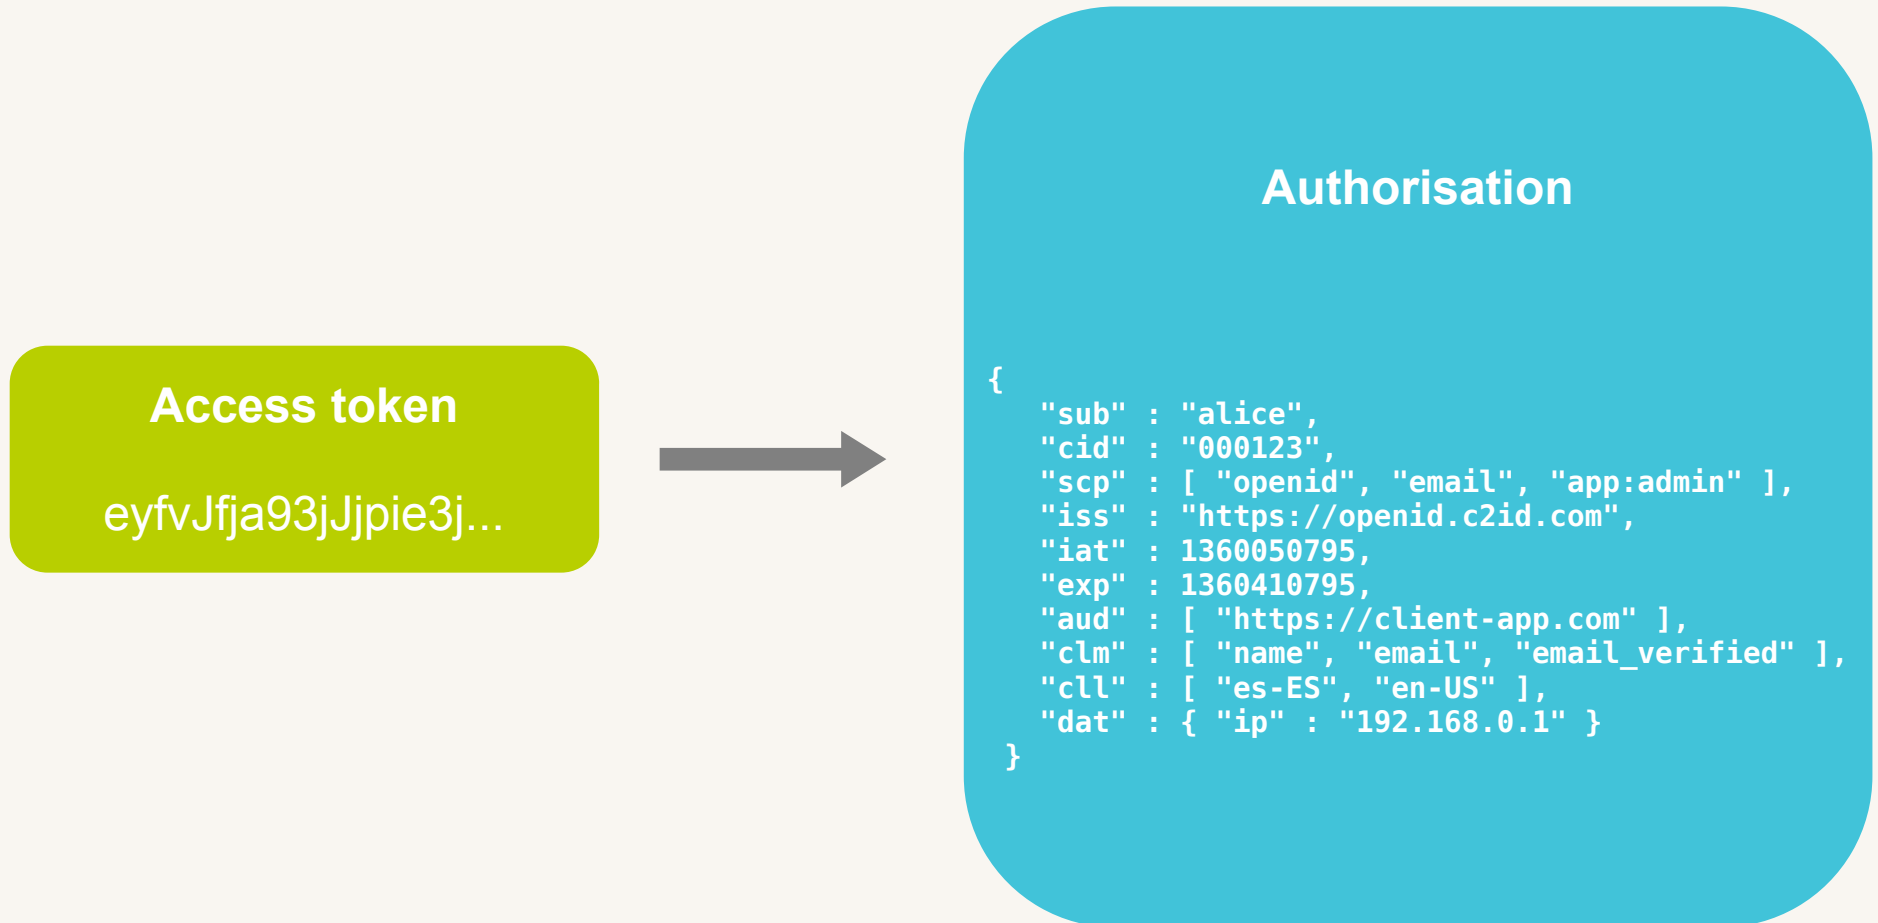 Access token
eyfvJfja93jJjpie3j...
Authorisation
{
   "sub" : "alice",
   "cid" : "000123",
   "scp" : [ "openid", "email", "app:admin" ],
   "iss" : "https://openid.c2id.com",
   "iat" : 1360050795,
   "exp" : 1360410795,
   "aud" : [ "https://client-app.com" ],
   "clm" : [ "name", "email", "email_verified" ],
   "cll" : [ "es-ES", "en-US" ],
   "dat" : { "ip" : "192.168.0.1" }
 }